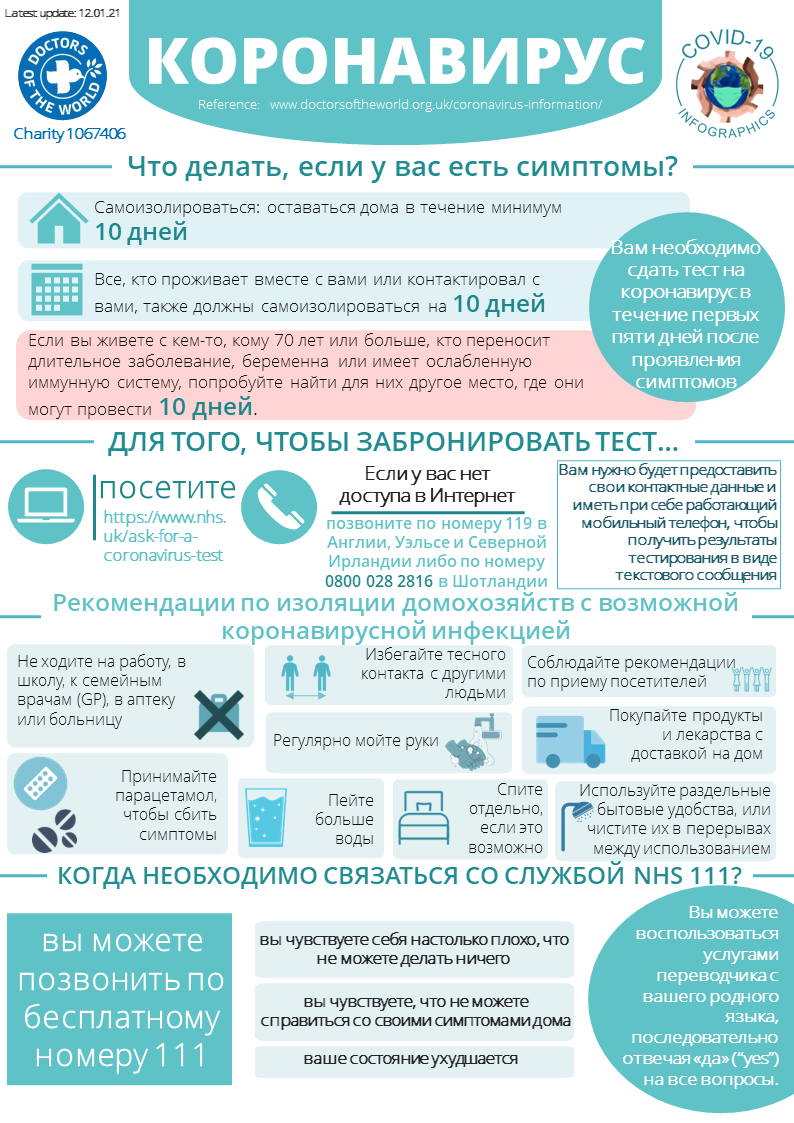 Latest update: 12.01.21
DOCTORS OF THE WORLD
Charity 1067406
КОРОНАВИРУС
Reference: www.doctorsoftheworld.org.uk/coronavirus-information/
COVID-19
INFOGRAPHICS
Что делать, если у вас есть симптомы?
Самоизолироваться: оставаться дома в течение минимум
10 дней
Все, кто проживает вместе с вами или контактировал с
вами, также должны самоизолироваться на 10 дней
Если вы живете с кем-то, кому 70 лет или больше, кто переносит
длительное заболевание, беременна или имеет ослабленную
иммунную систему, попробуйте найти для них другое место, где они
могут провести 10 дней.
Вам необходимо
сдать тест на
коронавирус в
течение первых
пяти дней после
проявления
симптомов
ДЛЯ ТОГО, ЧТОБЫ ЗАБРОНИРОВАТЬ ТЕСТ...
посетите
https://www.nhs.
uk/ask-for-a-
coronavirus-test
Если у вас нет
доступа в Интернет
позвоните по номеру 119 в
Англии, Уэльсе и Северной
Ирландии либо по номеру
0800 028 2816 в Шотландии
Вам нужно будет предоставить
свои контактные данные и
иметь при себе работающий
мобильный телефон, чтобы
получить результаты
тестирования в виде
текстового сообщения
Рекомендации по изоляции домохозяйств с возможной
коронавирусной инфекцией
Не ходите на работу, в
школу, к семейным
врачам (GP), в аптеку
или больницу
Избегайте тесного
контакта с другими
людьми
Соблюдайте рекомендации
по приему посетителей
Регулярно мойте руки
Покупайте продукты
и лекарства с
доставкой на дом
Принимайте
парацетамол,
чтобы сбить
симптомы
Пейте
больше
воды
Спите
отдельно,
если это
возможно
Используйте раздельные
бытовые удобства, или
чистите их в перерывах
между использованием
КОГДА НЕОБХОДИМО СВЯЗАТЬСЯ СО СЛУЖБОЙ NHS 111?
вы можете
позвонить по
бесплатному
номеру 111
вы чувствуете себя настолько плохо, что
не можете делать ничего
вы чувствуете, что не можете
справиться со своими симптомами дома
ваше состояние ухудшается
Вы можете
воспользоваться
услугами
переводчика с
вашего родного
языка,
последовательно
отвечая «да» (“yes”)
на все вопросы.